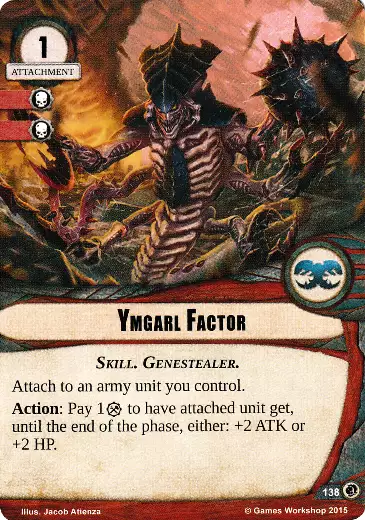 1
ATTACHMENT
YMGARL FACTOR
SKILL. GENESTEALER.
Attach to an army unit you control.
Action: Pay 1 to have attached unit get,
until the end of the phase, either: +2 ATK or
+2 HP.
138
Illus. Jacob Atienza
© Games Workshop 2015